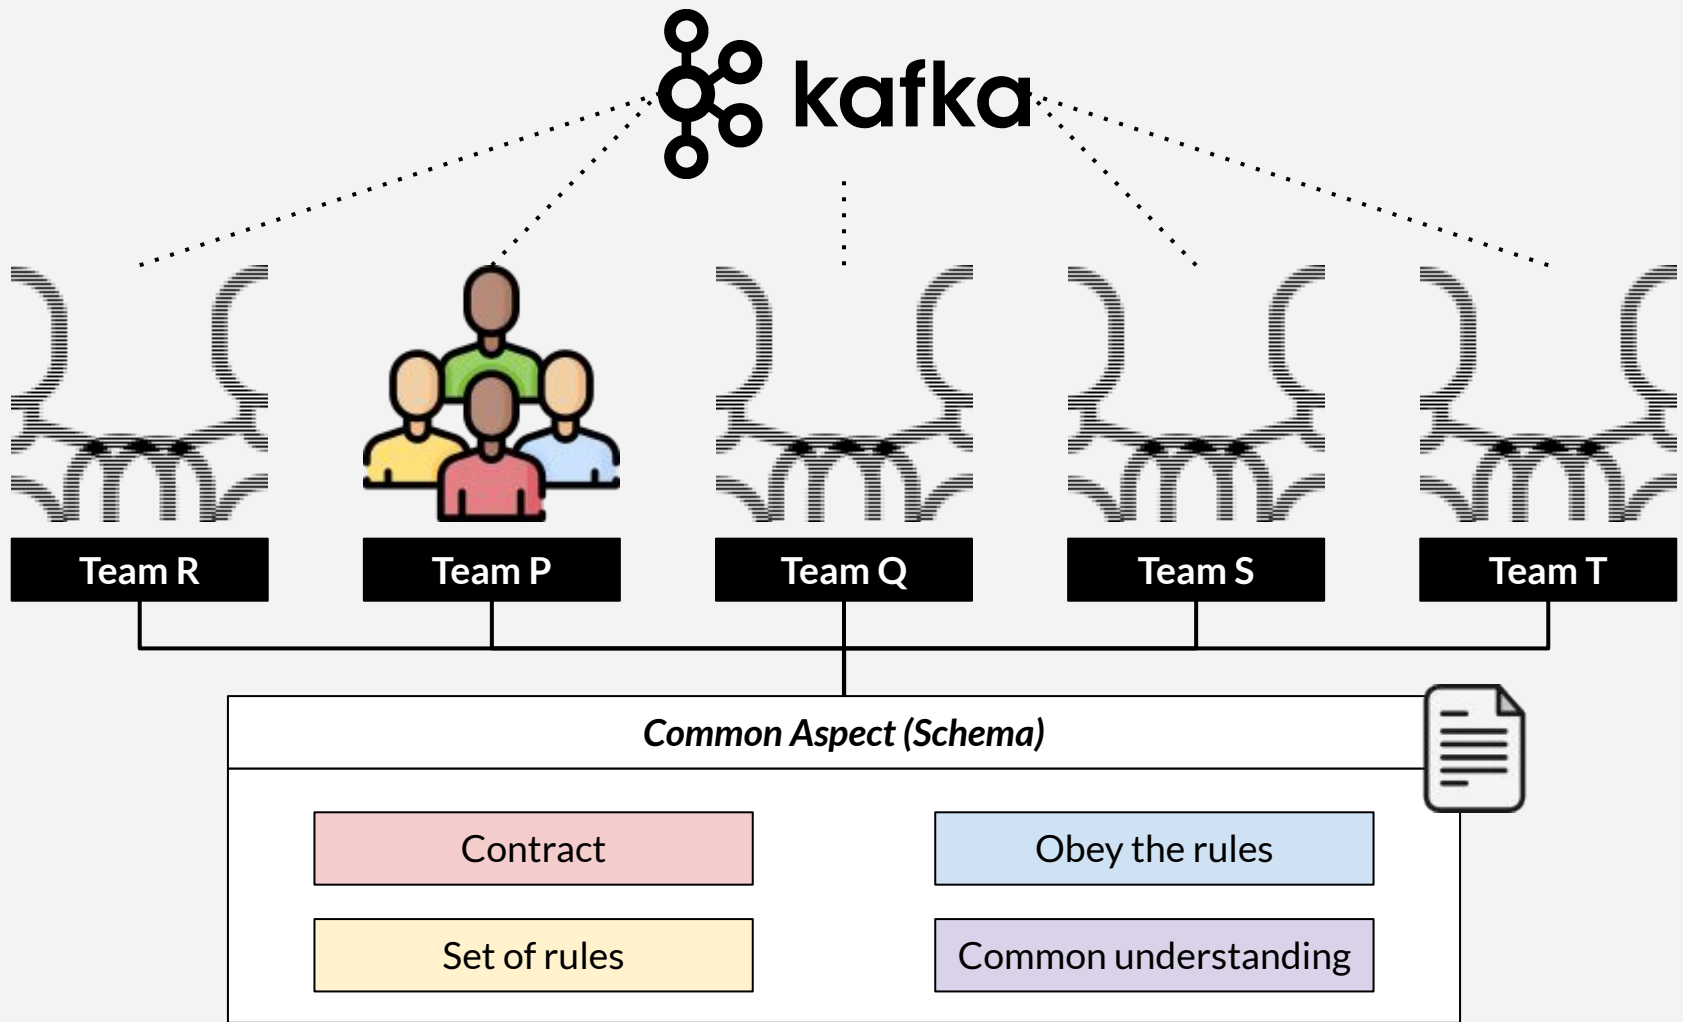 kafka
Team R
Team P
Team Q
Team S
Team T
Common Aspect (Schema)
Contract
Obey the rules
Set of rules
Common understanding